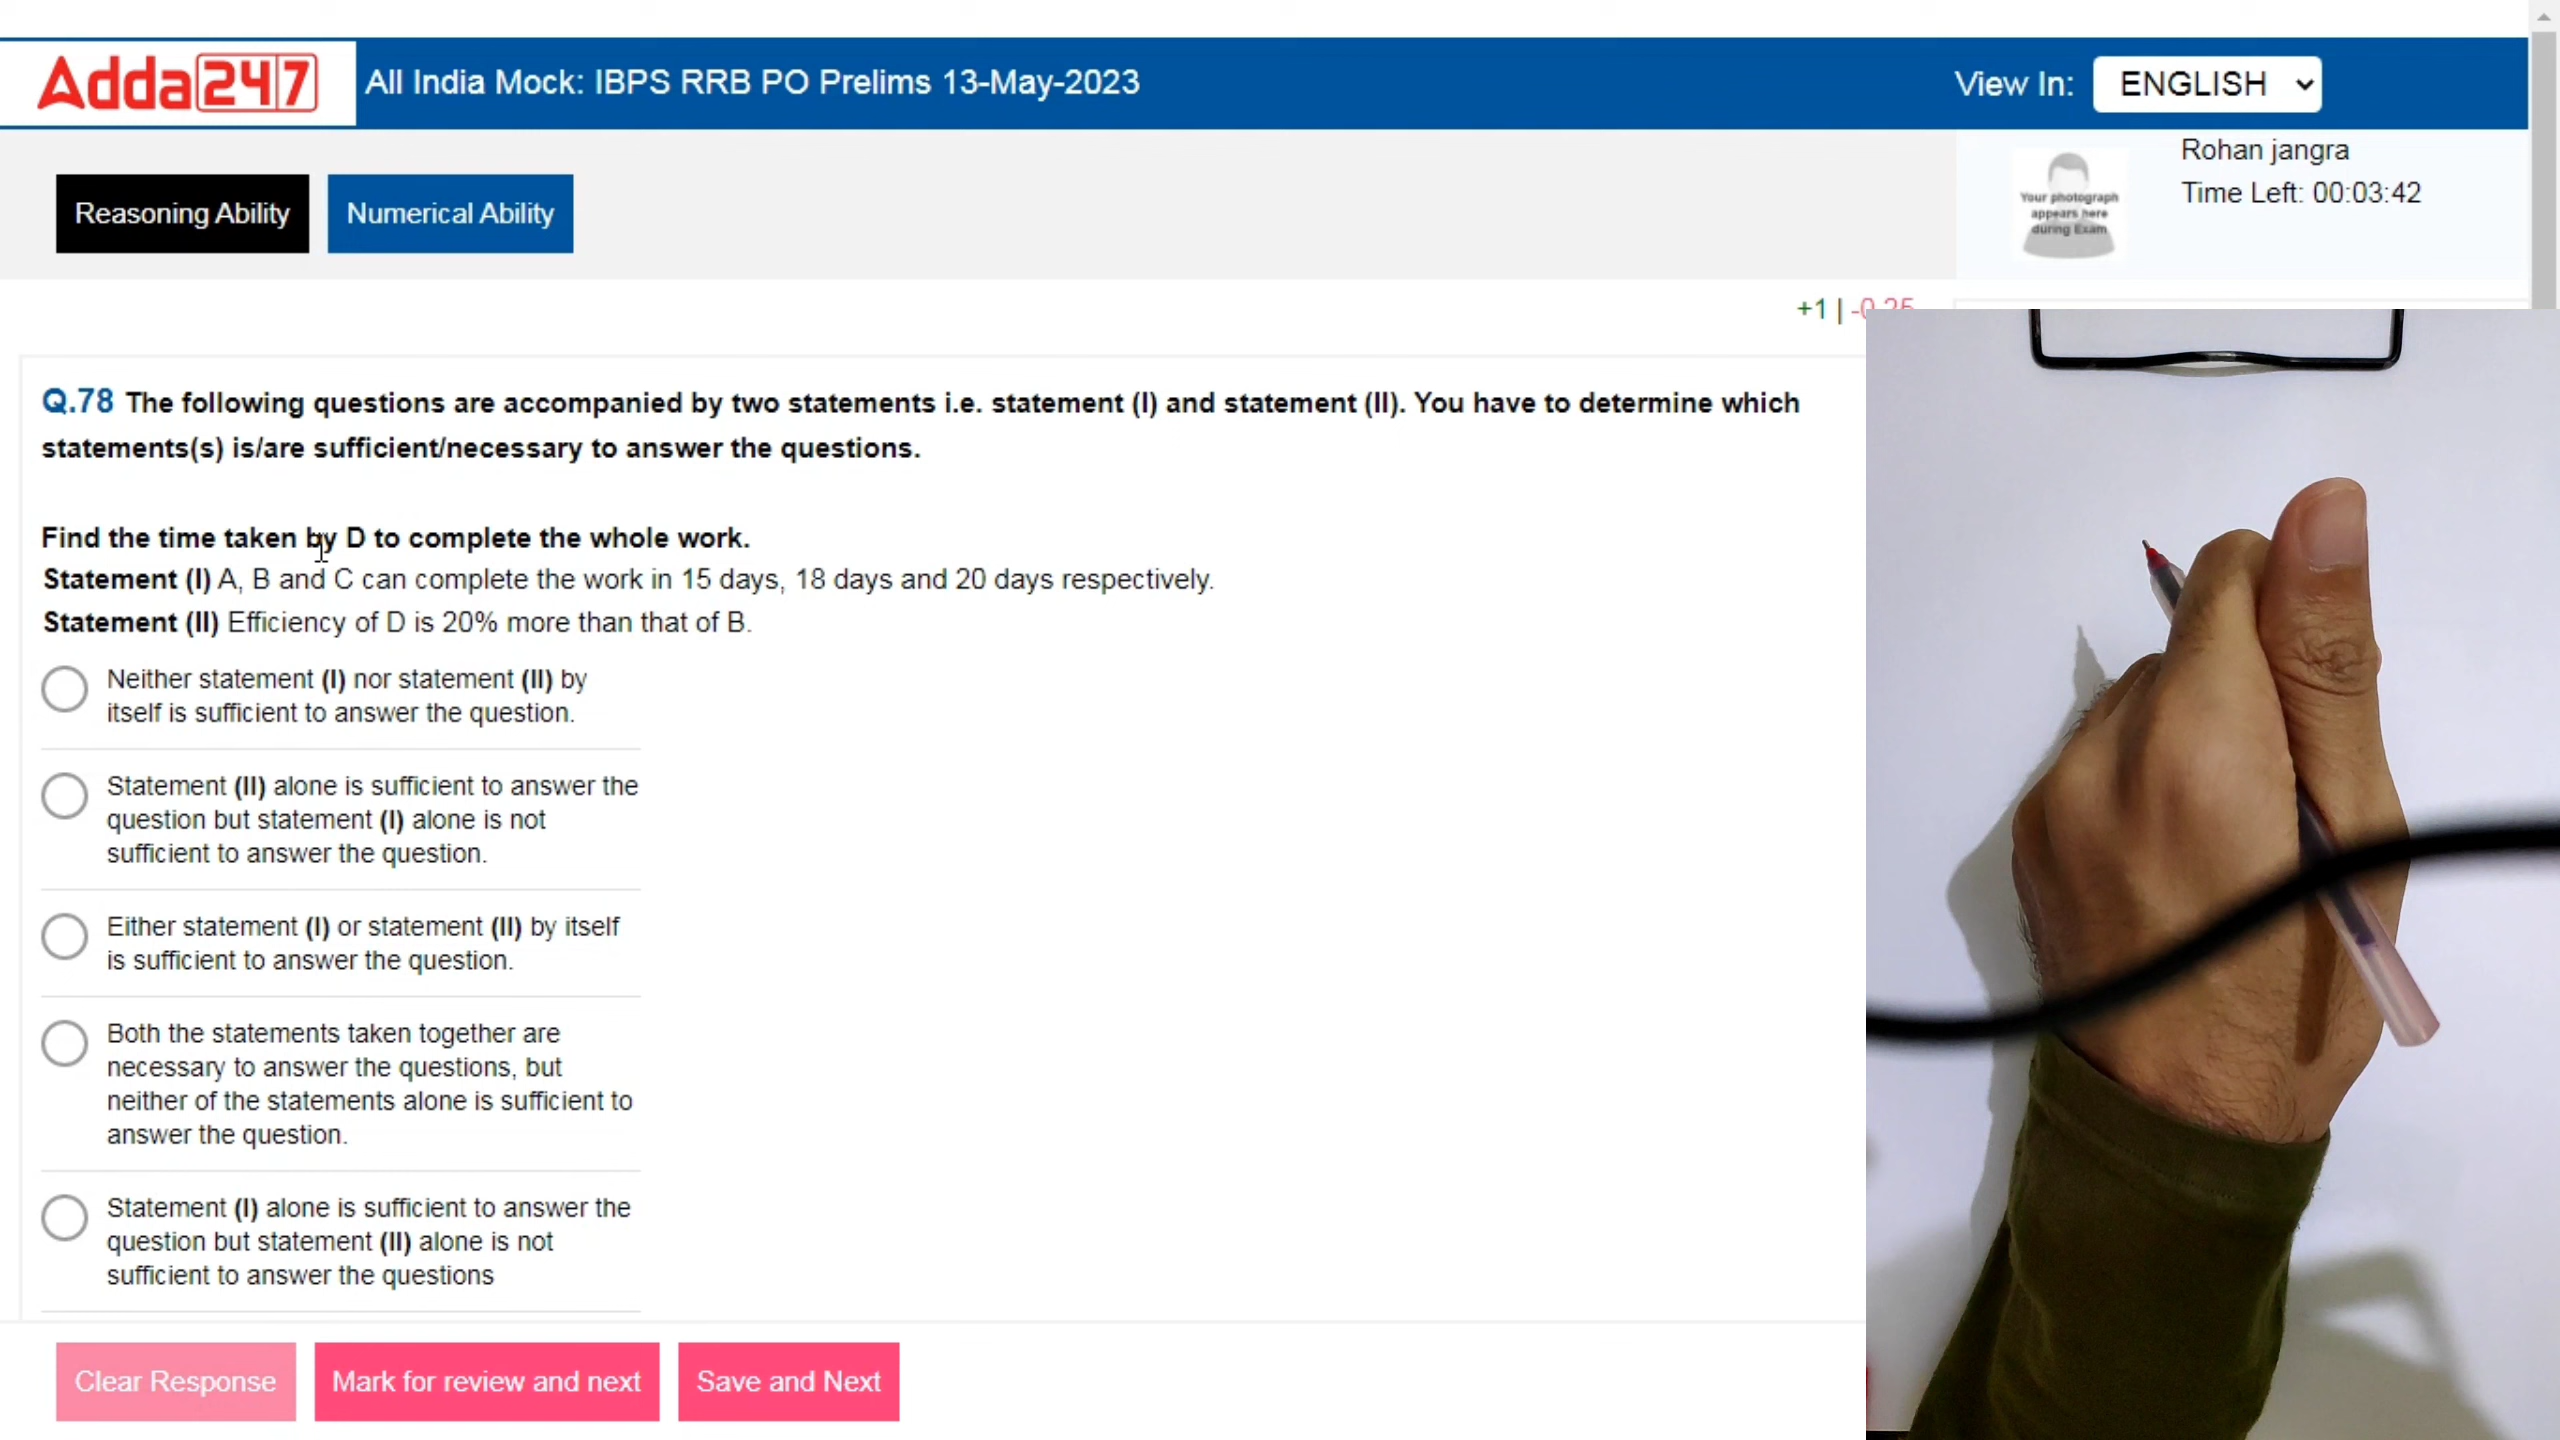 Adda247
All India Mock: IBPS RRB PO Prelims 13-May-2023
View In: ENGLISH
Reasoning Ability
Numerical Ability
Your photograph
appears here
during Exam
Rohan jangra
Time Left: 00:03:42
+1 | -0.25
Q.78 The following questions are accompanied by two statements i.e. statement (I) and statement (II). You have to determine which
statements(s) is/are sufficient/necessary to answer the questions.
Find the time taken by D to complete the whole work.
Statement (I) A, B and C can complete the work in 15 days, 18 days and 20 days respectively.
Statement (II) Efficiency of D is 20% more than that of B.
Neither statement (I) nor statement (II) by
itself is sufficient to answer the question.
Statement (II) alone is sufficient to answer the
question but statement (I) alone is not
sufficient to answer the question.
Either statement (I) or statement (II) by itself
is sufficient to answer the question.
Both the statements taken together are
necessary to answer the questions, but
neither of the statements alone is sufficient to
answer the question.
Statement (I) alone is sufficient to answer the
question but statement (II) alone is not
sufficient to answer the questions
Clear Response
Mark for review and next
Save and Next